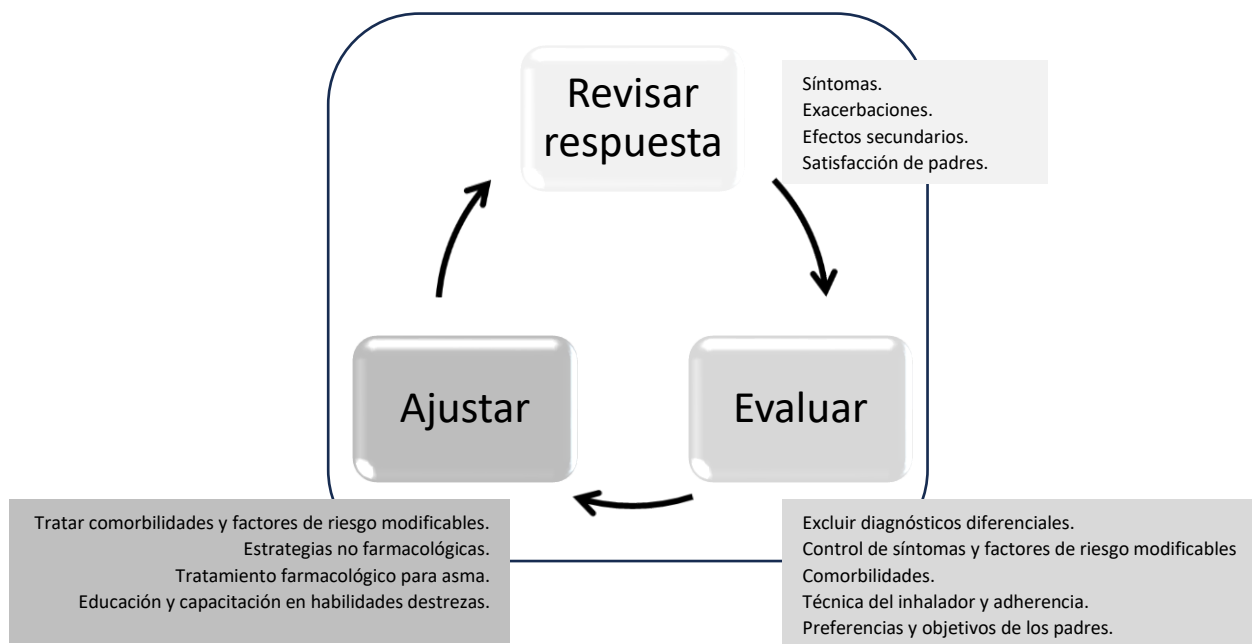 Revisar
respuesta
Síntomas.
Exacerbaciones.
Efectos secundarios.
Satisfacción de padres.
Ajustar
Evaluar
Tratar comorbilidades y factores de riesgo modificables.
Estrategias no farmacológicas.
Tratamiento farmacológico para asma.
Educación y capacitación en habilidades destrezas.
Excluir diagnósticos diferenciales.
Control de síntomas y factores de riesgo modificables
Comorbilidades.
Técnica del inhalador y adherencia.
Preferencias y objetivos de los padres.